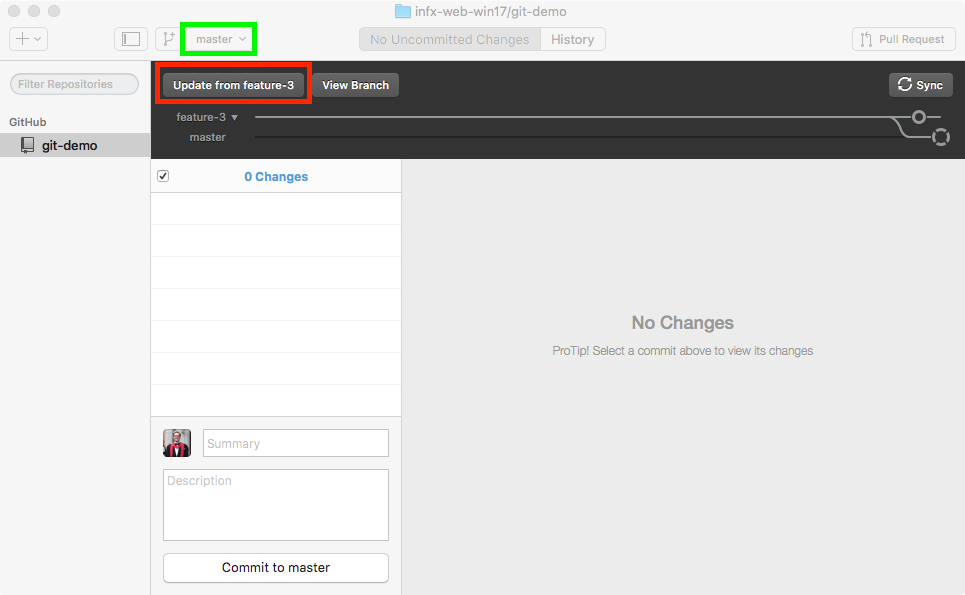 infx-web-win17/git-demo
master
No Uncommitted Changes
History
Pull Request
Filter Repositories
GitHub
git-demo
Update from feature-3
View Branch
Sync
feature-3
master
0 Changes
No Changes
ProTip! Select a commit above to view its changes
Summary
Description
Commit to master